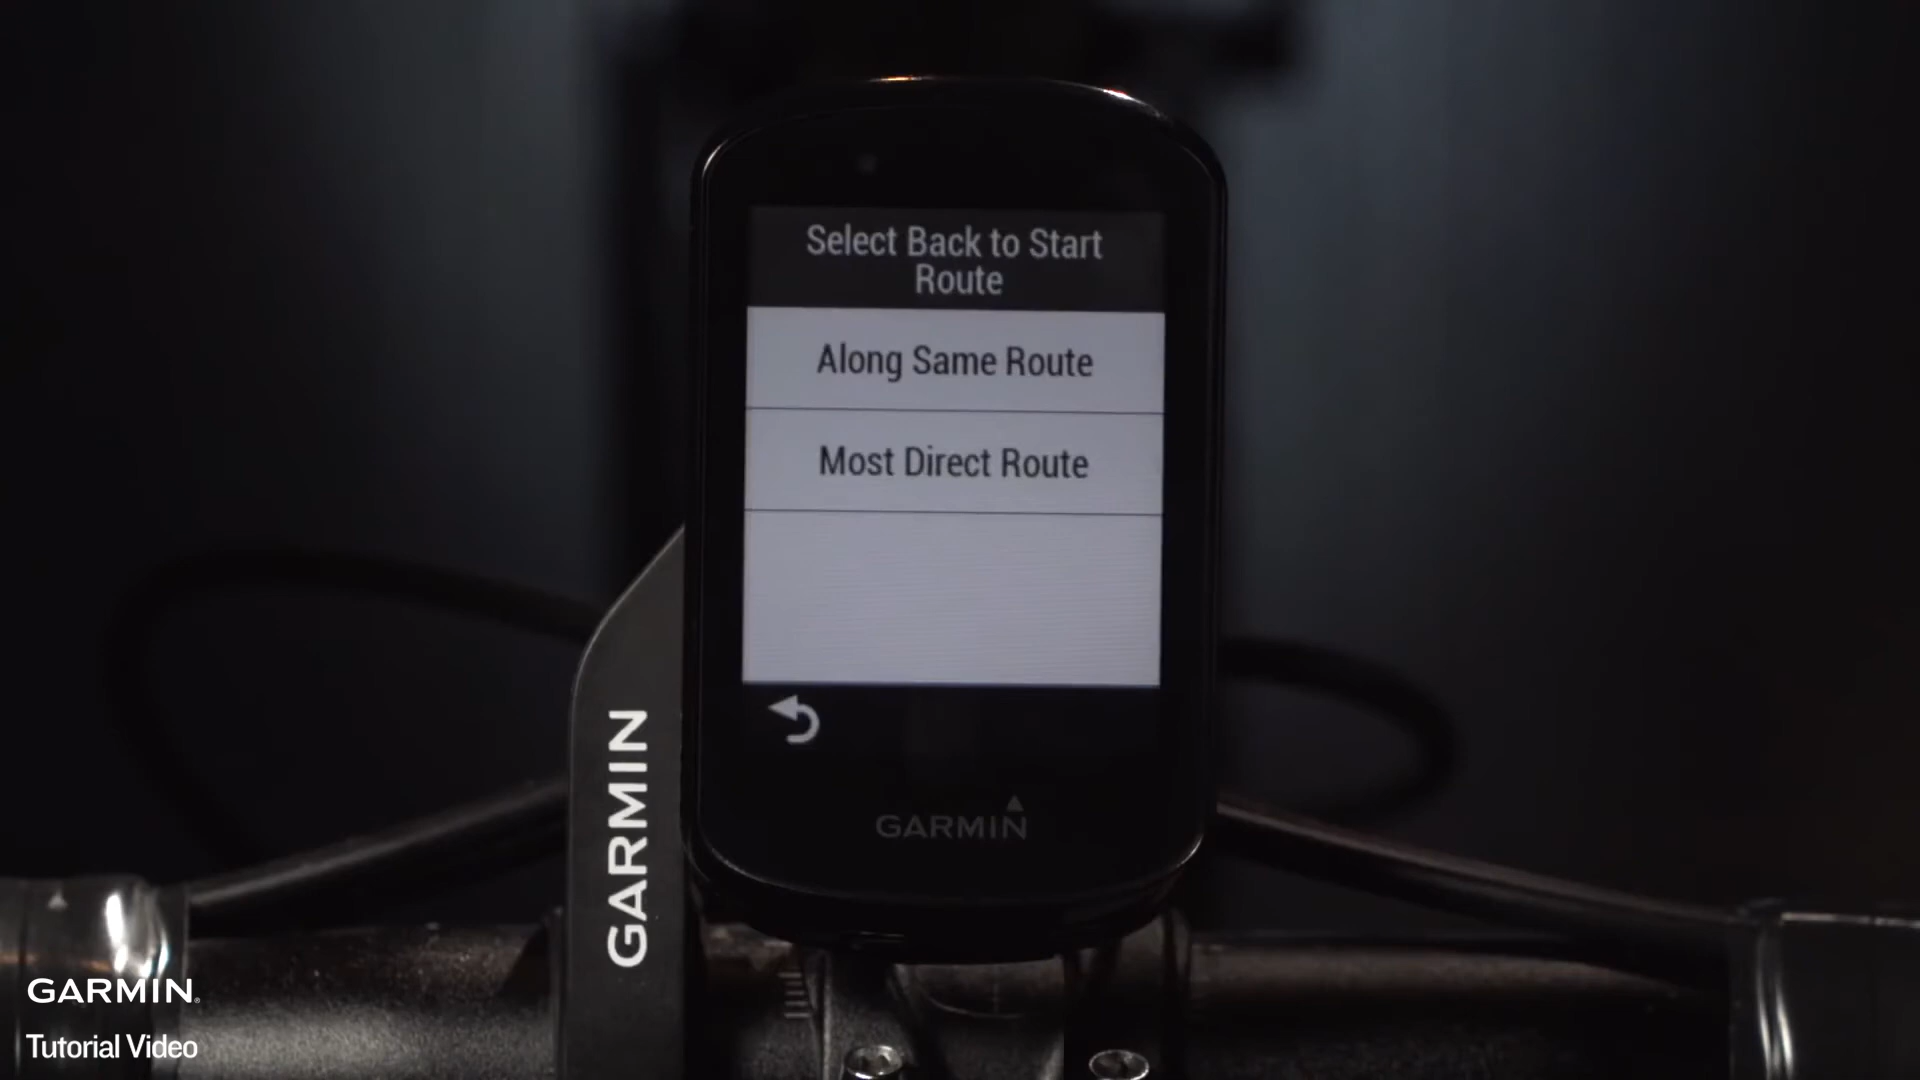 Select Back to Start
Route
Along Same Route
Most Direct Route
GARMIN
GARMIN
GARMIN®
Tutorial Video